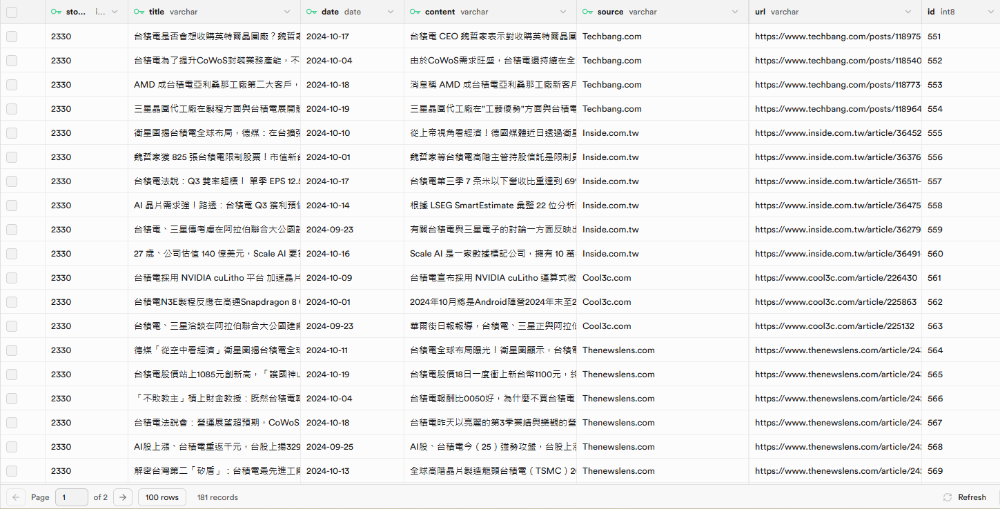 sto... i... title varchar date date content varchar source varchar url varchar id int8
2330 台積電是否會想收購英特爾晶圓廠？魏哲家 2024-10-17 台積電 CEO 魏哲家表示對收購英特爾晶圓 Techbang.com https://www.techbang.com/posts/118975 551
2330 台積電為了提升CoWoS封裝業務產能，不 2024-10-04 由於CoWoS需求旺盛，台積電還持續在全 Techbang.com https://www.techbang.com/posts/118540 552
2330 AMD 成台積電亞利桑那工廠第二大客戶， 2024-10-18 消息稱 AMD 成台積電亞利桑那工廠新客戶 Techbang.com https://www.techbang.com/posts/118773- 553
2330 三星晶圓代工廠在製程方面與台積電展開競 2024-10-19 三星晶圓代工廠在"工藝優勢"方面與台積電 Techbang.com https://www.techbang.com/posts/118964 554
2330 衛星圖揭台積電全球布局，德媒：在台擴張 2024-10-10 從上帝視角看經濟！德國媒體近日透過衛星 Inside.com.tw https://www.inside.com.tw/article/36452 555
2330 魏哲家獲 825 張台積電限制股票！市值新台 2024-10-01 魏哲家等台積電高階主管持股信託是限制員 Inside.com.tw https://www.inside.com.tw/article/36376 556
2330 台積電法說：Q3 雙率超標！ 單季 EPS 12.5 2024-10-17 台積電第三季 7 奈米以下營收比重達到 69% Inside.com.tw https://www.inside.com.tw/article/36511- 557
2330 AI 晶片需求強！路透：台積電 Q3 獲利預估 2024-10-14 根據 LSEG SmartEstimate 彙整 22 位分析 Inside.com.tw https://www.inside.com.tw/article/36475 558
2330 台積電、三星傳考慮在阿拉伯聯合大公國設 2024-09-23 有關台積電與三星電子的討論一方面反映出 Inside.com.tw https://www.inside.com.tw/article/36279 559
2330 27 歲、公司估值 140 億美元，Scale AI 要 2024-10-16 Scale AI 是一家數據標記公司，擁有 10 萬 Inside.com.tw https://www.inside.com.tw/article/36491- 560
2330 台積電採用 NVIDIA cuLitho 平台 加速晶片 2024-10-09 台積電宣布採用 NVIDIA cuLitho 運算式微 Cool3c.com https://www.cool3c.com/article/226430 561
2330 台積電N3E製程反應在高通Snapdragon 8 2024-10-01 2024年10月將是Android陣營2024年末至2 Cool3c.com https://www.cool3c.com/article/225863 562
2330 台積電、三星洽談在阿拉伯聯合大公國建廠 2024-09-23 華爾街日報報導，台積電、三星正與阿拉伯 Cool3c.com https://www.cool3c.com/article/225132 563
2330 德媒「從空中看經濟」衛星圖揭台積電全球 2024-10-11 台積電全球布局曝光！衛星圖顯示，台積電 Thenewslens.com https://www.thenewslens.com/article/24 564
2330 台積電股價站上1085元創新高，「護國神山 2024-10-19 台積電股價18日一度衝上新台幣1100元，終 Thenewslens.com https://www.thenewslens.com/article/24 565
2330 「不敗教主」槓上財金教授：既然台積電報 2024-10-04 台積電報酬比0050好，為什麼不買台積電 Thenewslens.com https://www.thenewslens.com/article/24 566
2330 台積電法說會：營運展望超預期，CoWoS 2024-10-18 台積電昨天以亮麗的第3季業績與樂觀的營 Thenewslens.com https://www.thenewslens.com/article/24 567
2330 AI股上漲、台積電重返千元，台股上揚329 2024-09-25 AI股、台積電今（25）強勢攻盤，台股上漲 Thenewslens.com https://www.thenewslens.com/article/24 568
2330 解密台灣第二「矽盾」：台積電最先進工廠 2024-10-13 全球高階晶片製造龍頭台積電（TSMC）20 Thenewslens.com https://www.thenewslens.com/article/24 569
Page 1 of 2 100 rows 181 records Refresh